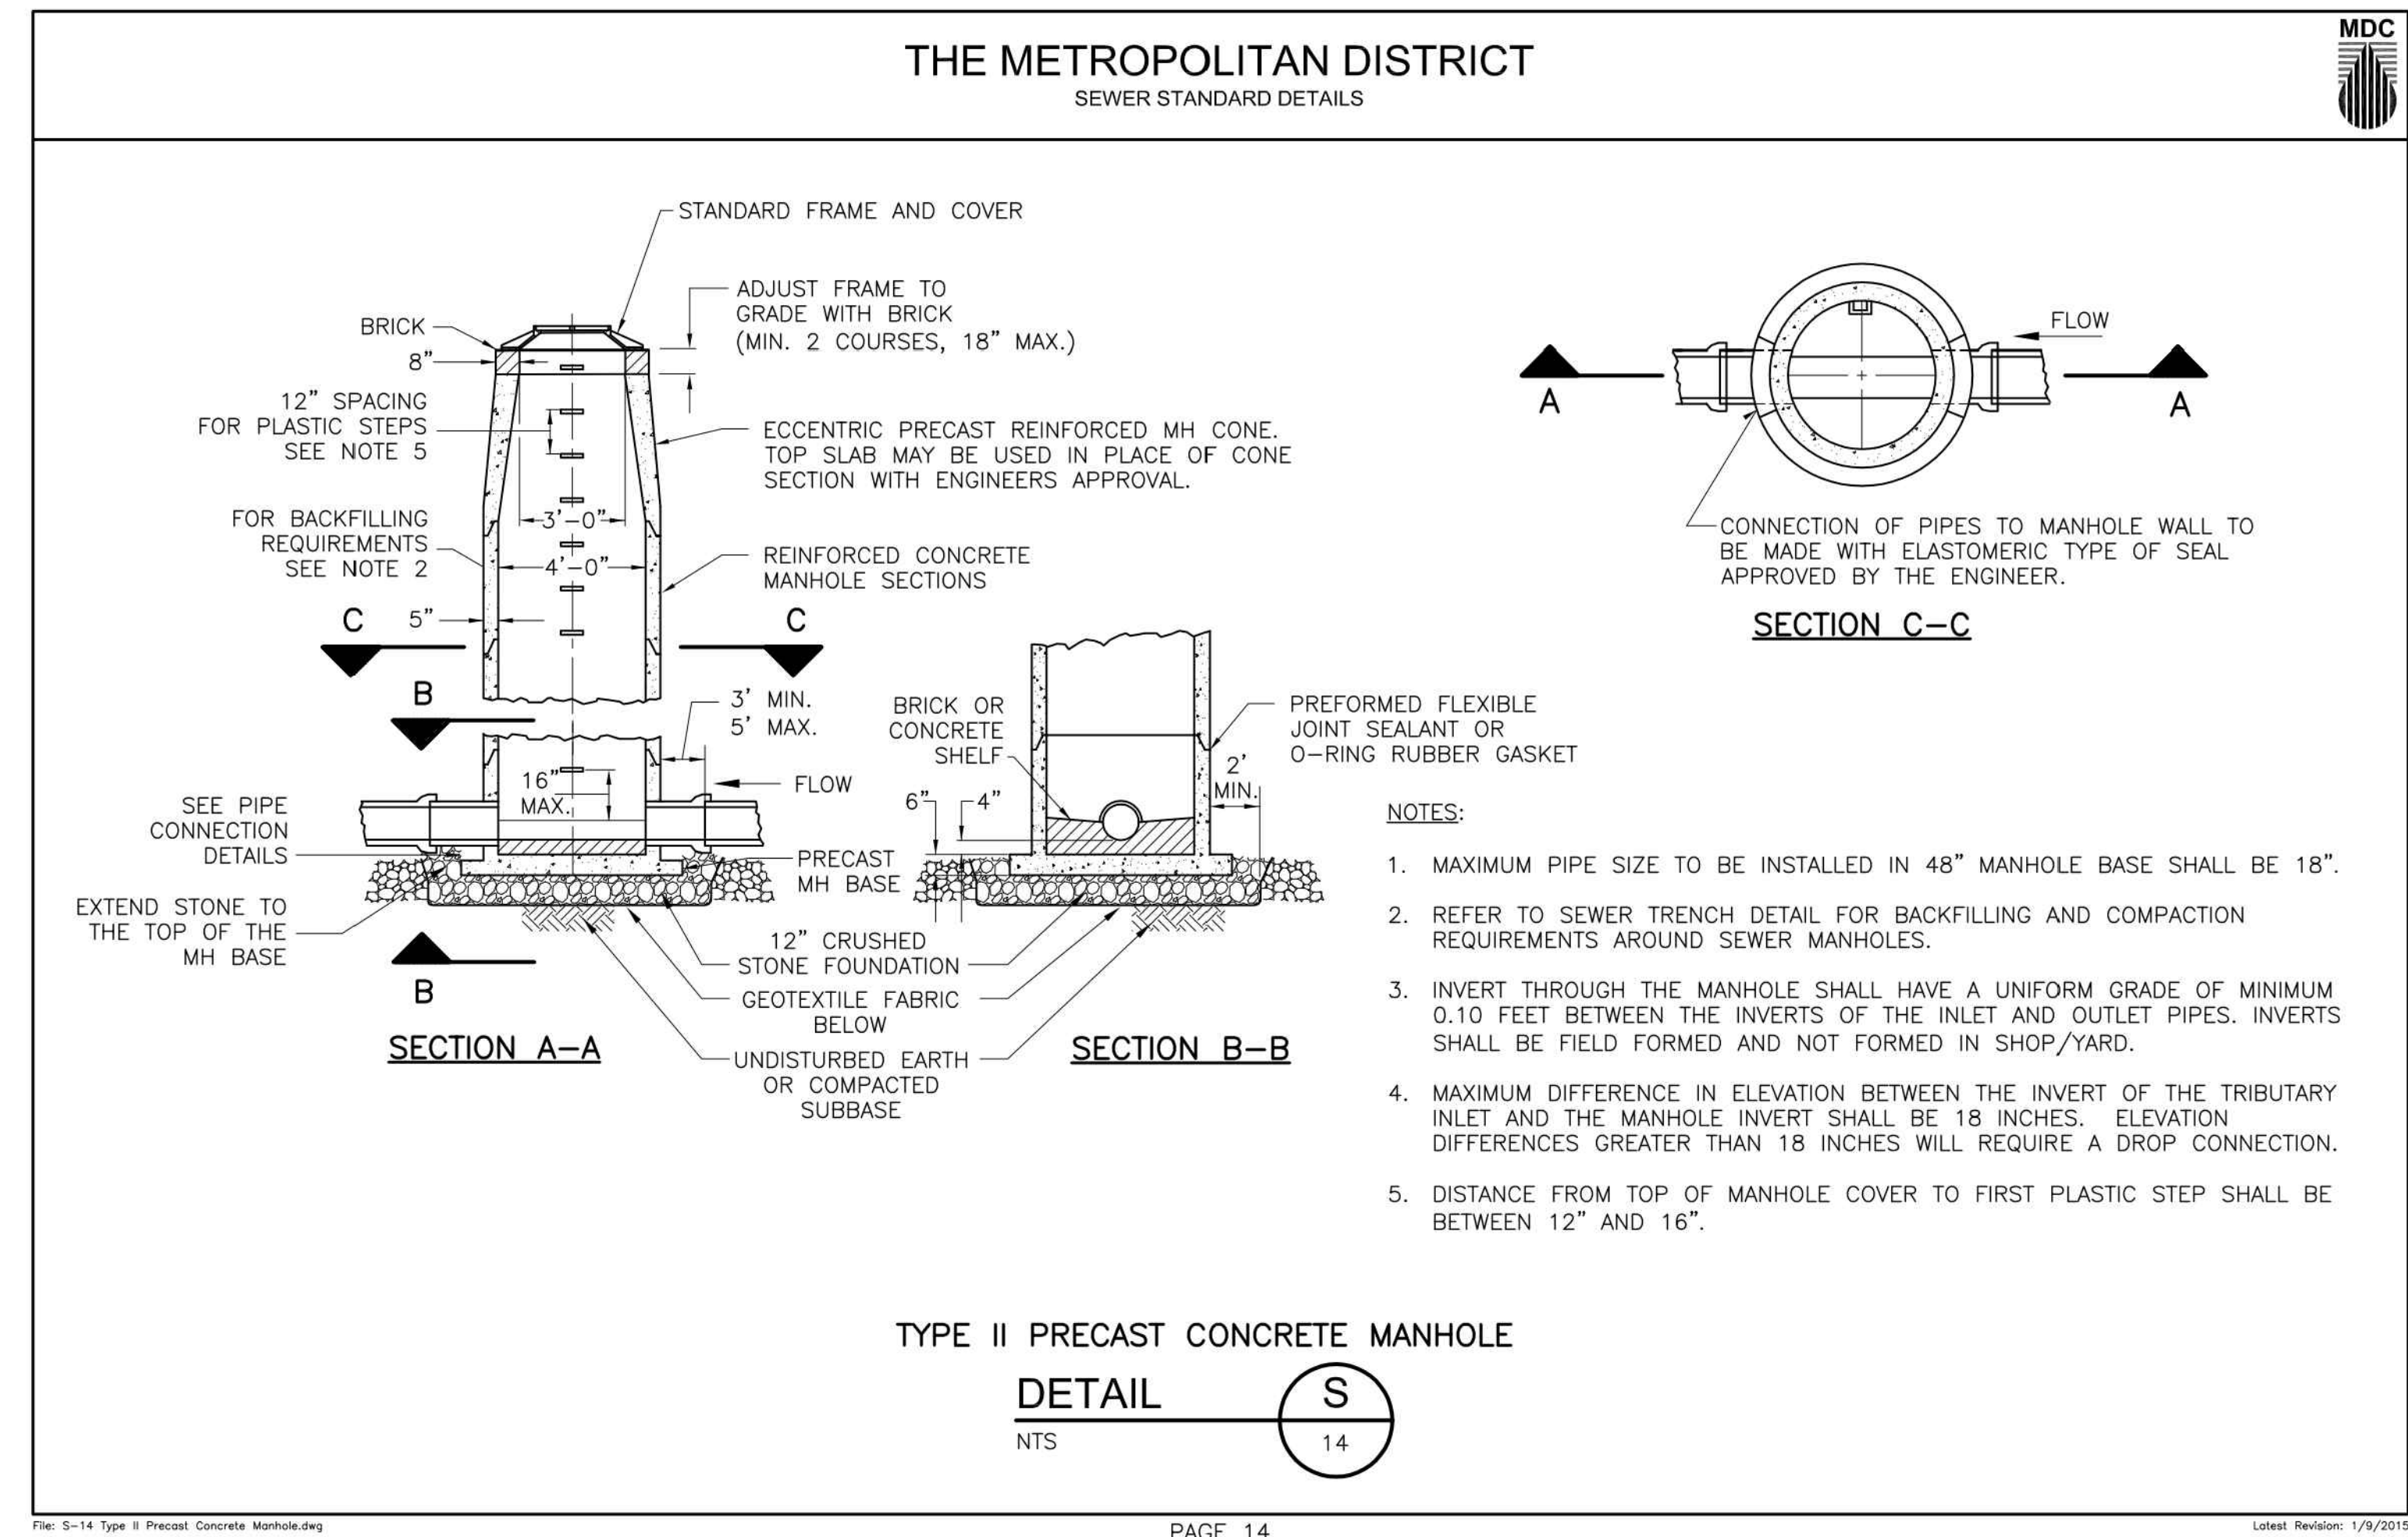 THE METROPOLITAN DISTRICT
SEWER STANDARD DETAILS
MDC
STANDARD FRAME AND COVER
ADJUST FRAME TO
GRADE WITH BRICK
(MIN. 2 COURSES, 18" MAX.)
BRICK
8"
12" SPACING
FOR PLASTIC STEPS
SEE NOTE 5
ECCENTRIC PRECAST REINFORCED MH CONE.
TOP SLAB MAY BE USED IN PLACE OF CONE
SECTION WITH ENGINEERS APPROVAL.
FOR BACKFILLING
REQUIREMENTS
SEE NOTE 2
3'-0"
4'-0"
REINFORCED CONCRETE
MANHOLE SECTIONS
C
5"
C
B
3' MIN.
5' MAX.
16"
MAX.
FLOW
SEE PIPE
CONNECTION
DETAILS
PRECAST
MH BASE
EXTEND STONE TO
THE TOP OF THE
MH BASE
B
SECTION A-A
12" CRUSHED
STONE FOUNDATION
GEOTEXTILE FABRIC
BELOW
UNDISTURBED EARTH
OR COMPACTED
SUBBASE
BRICK OR
CONCRETE
SHELF
6"
4"
2'
MIN.
PREFORMED FLEXIBLE
JOINT SEALANT OR
O-RING RUBBER GASKET
SECTION B-B
FLOW
A
A
CONNECTION OF PIPES TO MANHOLE WALL TO
BE MADE WITH ELASTOMERIC TYPE OF SEAL
APPROVED BY THE ENGINEER.
SECTION C-C
NOTES:
1. MAXIMUM PIPE SIZE TO BE INSTALLED IN 48" MANHOLE BASE SHALL BE 18".
2. REFER TO SEWER TRENCH DETAIL FOR BACKFILLING AND COMPACTION
REQUIREMENTS AROUND SEWER MANHOLES.
3. INVERT THROUGH THE MANHOLE SHALL HAVE A UNIFORM GRADE OF MINIMUM
0.10 FEET BETWEEN THE INVERTS OF THE INLET AND OUTLET PIPES. INVERTS
SHALL BE FIELD FORMED AND NOT FORMED IN SHOP/YARD.
4. MAXIMUM DIFFERENCE IN ELEVATION BETWEEN THE INVERT OF THE TRIBUTARY
INLET AND THE MANHOLE INVERT SHALL BE 18 INCHES. ELEVATION
DIFFERENCES GREATER THAN 18 INCHES WILL REQUIRE A DROP CONNECTION.
5. DISTANCE FROM TOP OF MANHOLE COVER TO FIRST PLASTIC STEP SHALL BE
BETWEEN 12" AND 16".
TYPE II PRECAST CONCRETE MANHOLE
DETAIL
S
NTS
14
File: S-14 Type II Precast Concrete Manhole.dwg
PAGE 14
Latest Revision: